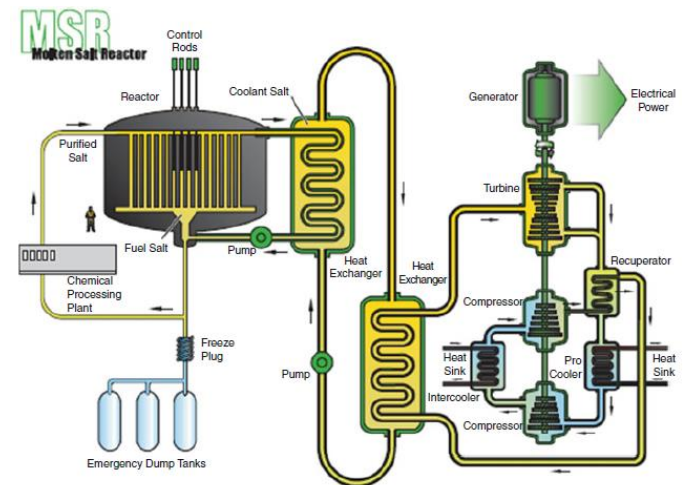 MSR
Molten Salt Reactor
Control
Rods
Reactor
Coolant Salt
Generator
Electrical
Power
Purified
Salt
Turbine
Fuel Salt
Pump
Heat
Exchanger
Heat
Exchanger
Recuperator
Chemical
Processing
Plant
Compressor
Freeze
Plug
Pump
Heat
Sink
Pro
Cooler
Heat
Sink
Intercooler
Compressor
Emergency Dump Tanks